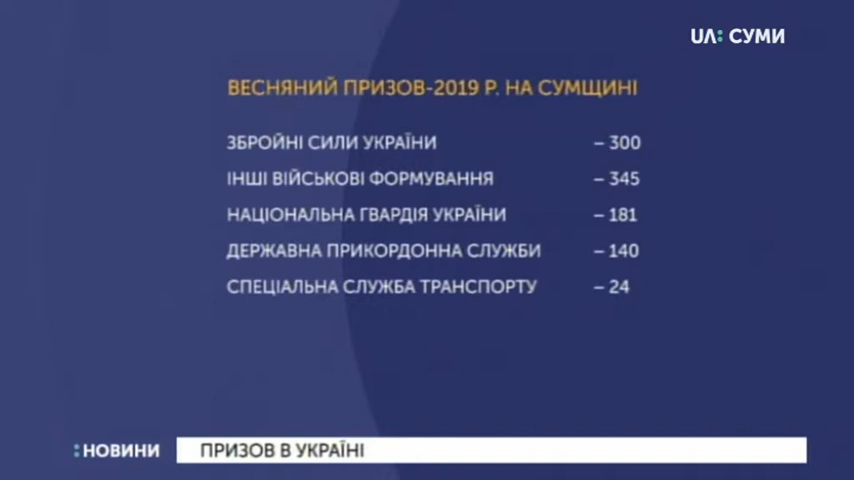 UA: СУМИ
ВЕСНЯНИЙ ПРИЗОВ-2019 Р. НА СУМЩИНІ
ЗБРОЙНІ СИЛИ УКРАЇНИ – 300
ІНШІ ВІЙСЬКОВІ ФОРМУВАННЯ – 345
НАЦІОНАЛЬНА ГВАРДІЯ УКРАЇНИ – 181
ДЕРЖАВНА ПРИКОРДОННА СЛУЖБИ – 140
СПЕЦІАЛЬНА СЛУЖБА ТРАНСПОРТУ – 24
:НОВИНИ ПРИЗОВ В УКРАЇНІ